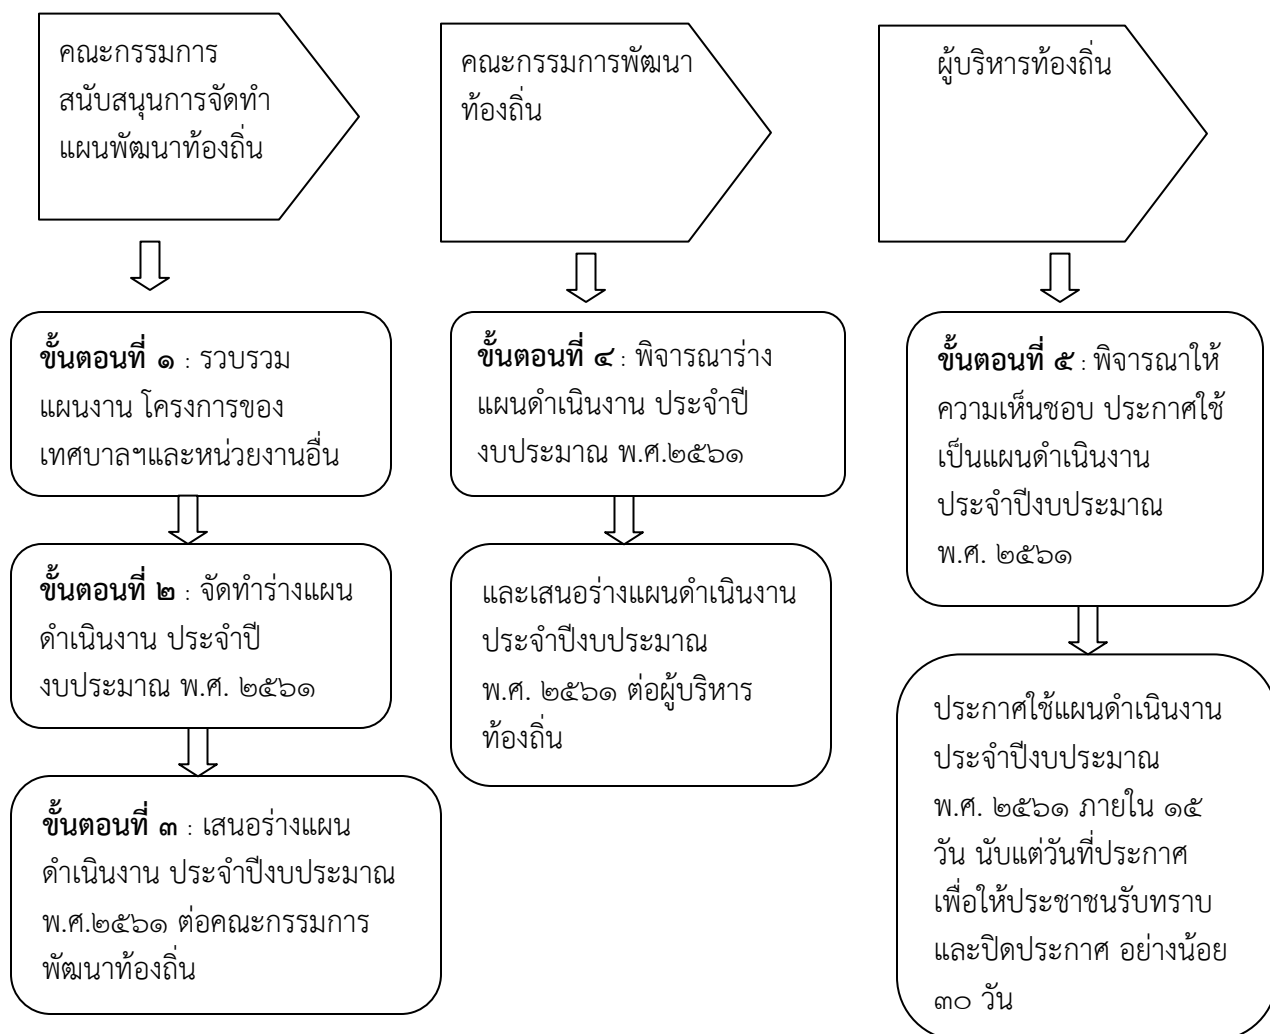 คณะกรรมการ
สนับสนุนการจัดทำ
แผนพัฒนาท้องถิ่น
ขั้นตอนที่ ๑ : รวบรวม
แผนงาน โครงการของ
เทศบาลฯและหน่วยงานอื่น
ขั้นตอนที่ ๒ : จัดทำร่างแผน
ดำเนินงาน ประจำปี
งบประมาณ พ.ศ. ๒๕๖๑
ขั้นตอนที่ ๓ : เสนอร่างแผน
ดำเนินงาน ประจำปีงบประมาณ
พ.ศ.๒๕๖๑ ต่อคณะกรรมการ
พัฒนาท้องถิ่น
คณะกรรมการพัฒนา
ท้องถิ่น
ขั้นตอนที่ ๔ : พิจารณาร่าง
แผนดำเนินงาน ประจำปี
งบประมาณ พ.ศ.๒๕๖๑
และเสนอร่างแผนดำเนินงาน
ประจำปีงบประมาณ
พ.ศ. ๒๕๖๑ ต่อผู้บริหาร
ท้องถิ่น
ผู้บริหารท้องถิ่น
ขั้นตอนที่ ๕ : พิจารณาให้
ความเห็นชอบ ประกาศใช้
เป็นแผนดำเนินงาน
ประจำปีงบประมาณ
พ.ศ. ๒๕๖๑
ประกาศใช้แผนดำเนินงาน
ประจำปีงบประมาณ
พ.ศ. ๒๕๖๑ ภายใน ๑๕
วัน นับแต่วันที่ประกาศ
เพื่อให้ประชาชนรับทราบ
และปิดประกาศ อย่างน้อย
๓๐ วัน